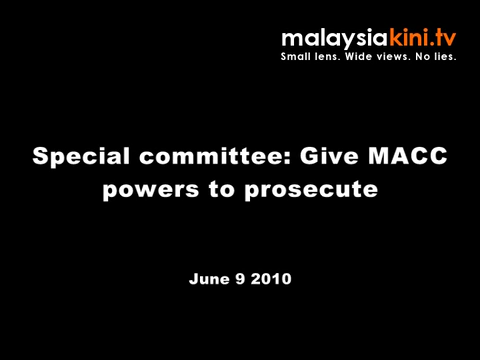 malaysiakini.tv
Small lens. Wide views. No lies.
Special committee: Give MACC
powers to prosecute
June 9 2010